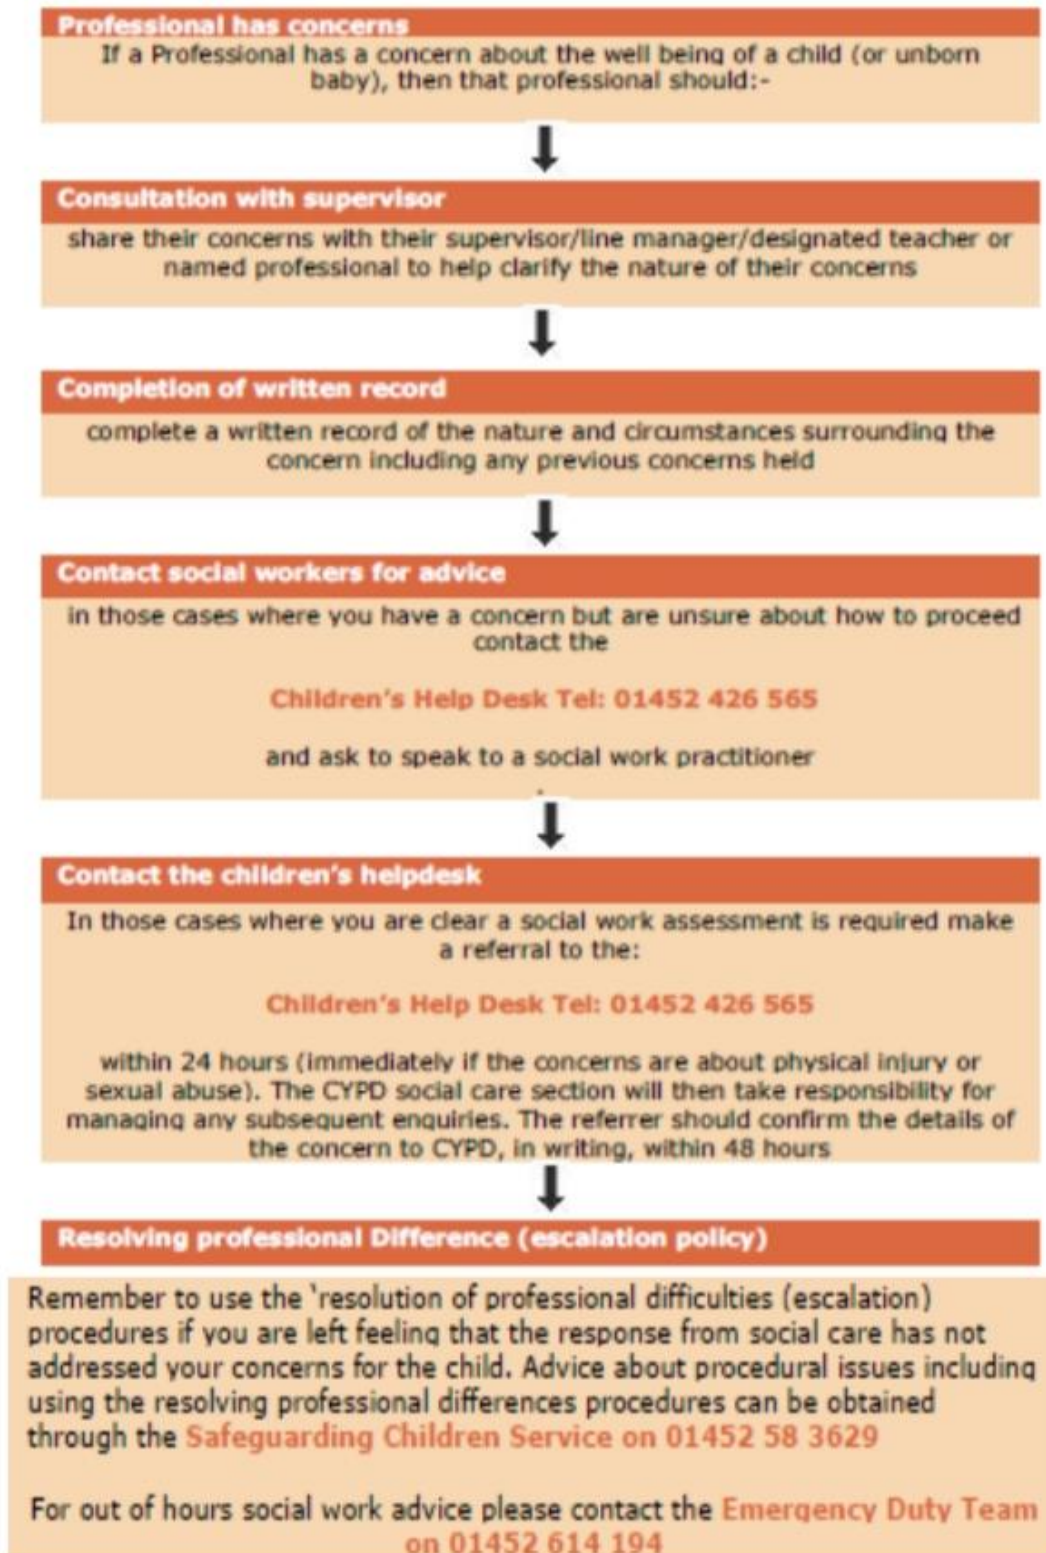 Professional has concerns
If a Professional has a concern about the well being of a child (or unborn
baby), then that professional should:-
Consultation with supervisor
share their concerns with their supervisor/line manager/designated teacher or
named professional to help clarify the nature of their concerns
Completion of written record
complete a written record of the nature and circumstances surrounding the
concern including any previous concerns held
Contact social workers for advice
in those cases where you have a concern but are unsure about how to proceed
contact the
Children's Help Desk Tel: 01452 426 565
and ask to speak to a social work practitioner
.
Contact the children's helpdesk
In those cases where you are clear a social work assessment is required make
a referral to the:
Children's Help Desk Tel: 01452 426 565
within 24 hours (immediately if the concerns are about physical injury or
sexual abuse). The CYPD social care section will then take responsibility for
managing any subsequent enquiries. The referrer should confirm the details of
the concern to CYPD, in writing, within 48 hours
Resolving professional Difference (escalation policy)
Remember to use the 'resolution of professional difficulties (escalation)
procedures if you are left feeling that the response from social care has not
addressed your concerns for the child. Advice about procedural issues including
using the resolving professional differences procedures can be obtained
through the Safeguarding Children Service on 01452 58 3629
For out of hours social work advice please contact the Emergency Duty Team
on 01452 614 194